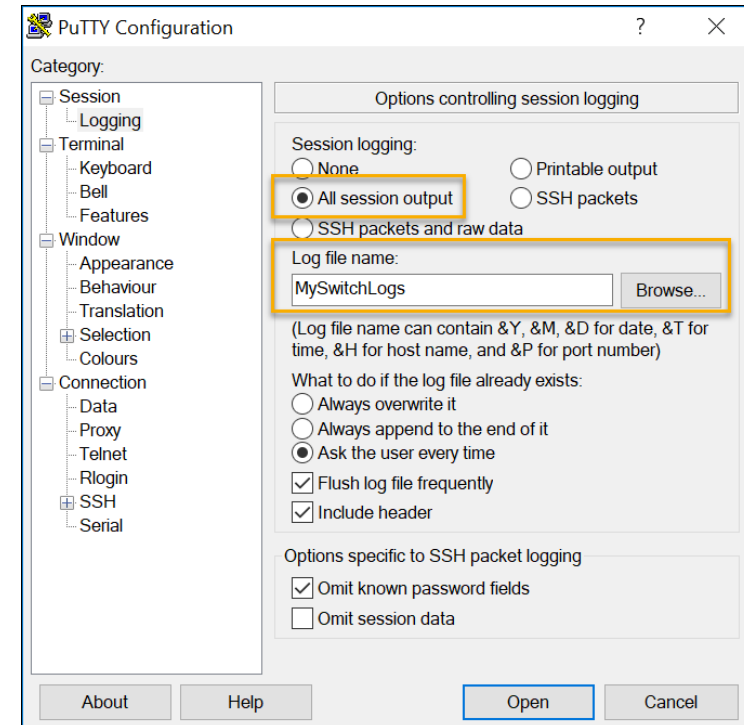 PuTTY Configuration
?
Category:
Session
Logging
Terminal
Keyboard
Bell
Features
Window
Appearance
Behaviour
Translation
Selection
Colours
Connection
Data
Proxy
Telnet
Rlogin
SSH
Serial
Options controlling session logging
Session logging:
None
Printable output
All session output
SSH packets
SSH packets and raw data
Log file name:
MySwitchLogs
Browse...
(Log file name can contain &Y, &M, &D for date, &T for
time, &H for host name, and &P for port number)
What to do if the log file already exists:
Always overwrite it
Always append to the end of it
Ask the user every time
Flush log file frequently
Include header
Options specific to SSH packet logging
Omit known password fields
Omit session data
About
Help
Open
Cancel